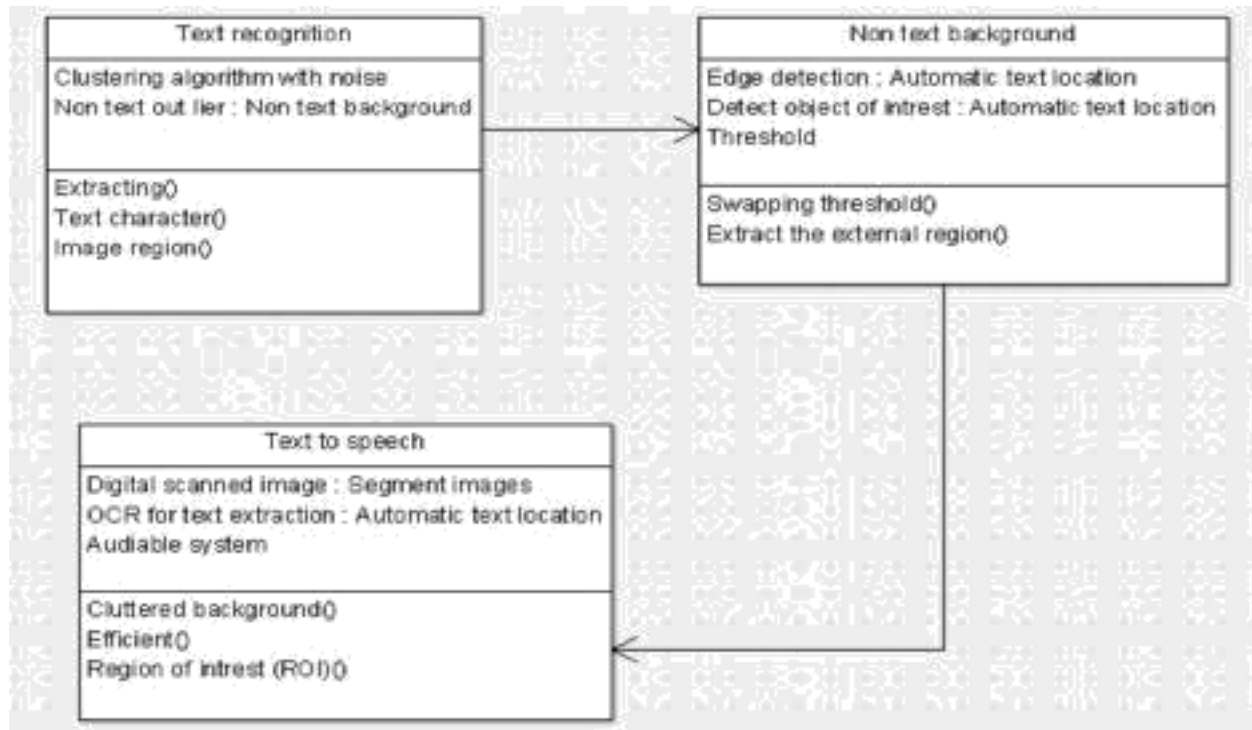 Text recognition
Clustering algorithm with noise
Non text out lier : Non text background
Extracting()
Text character()
Image region()
Non text background
Edge detection : Automatic text location
Detect object of intrest : Automatic text location
Threshold
Swapping threshold()
Extract the external region()
Text to speech
Digital scanned image : Segment images
OCR for text extraction : Automatic text location
Audiable system
Cluttered background()
Efficient()
Region of intrest (ROI)()